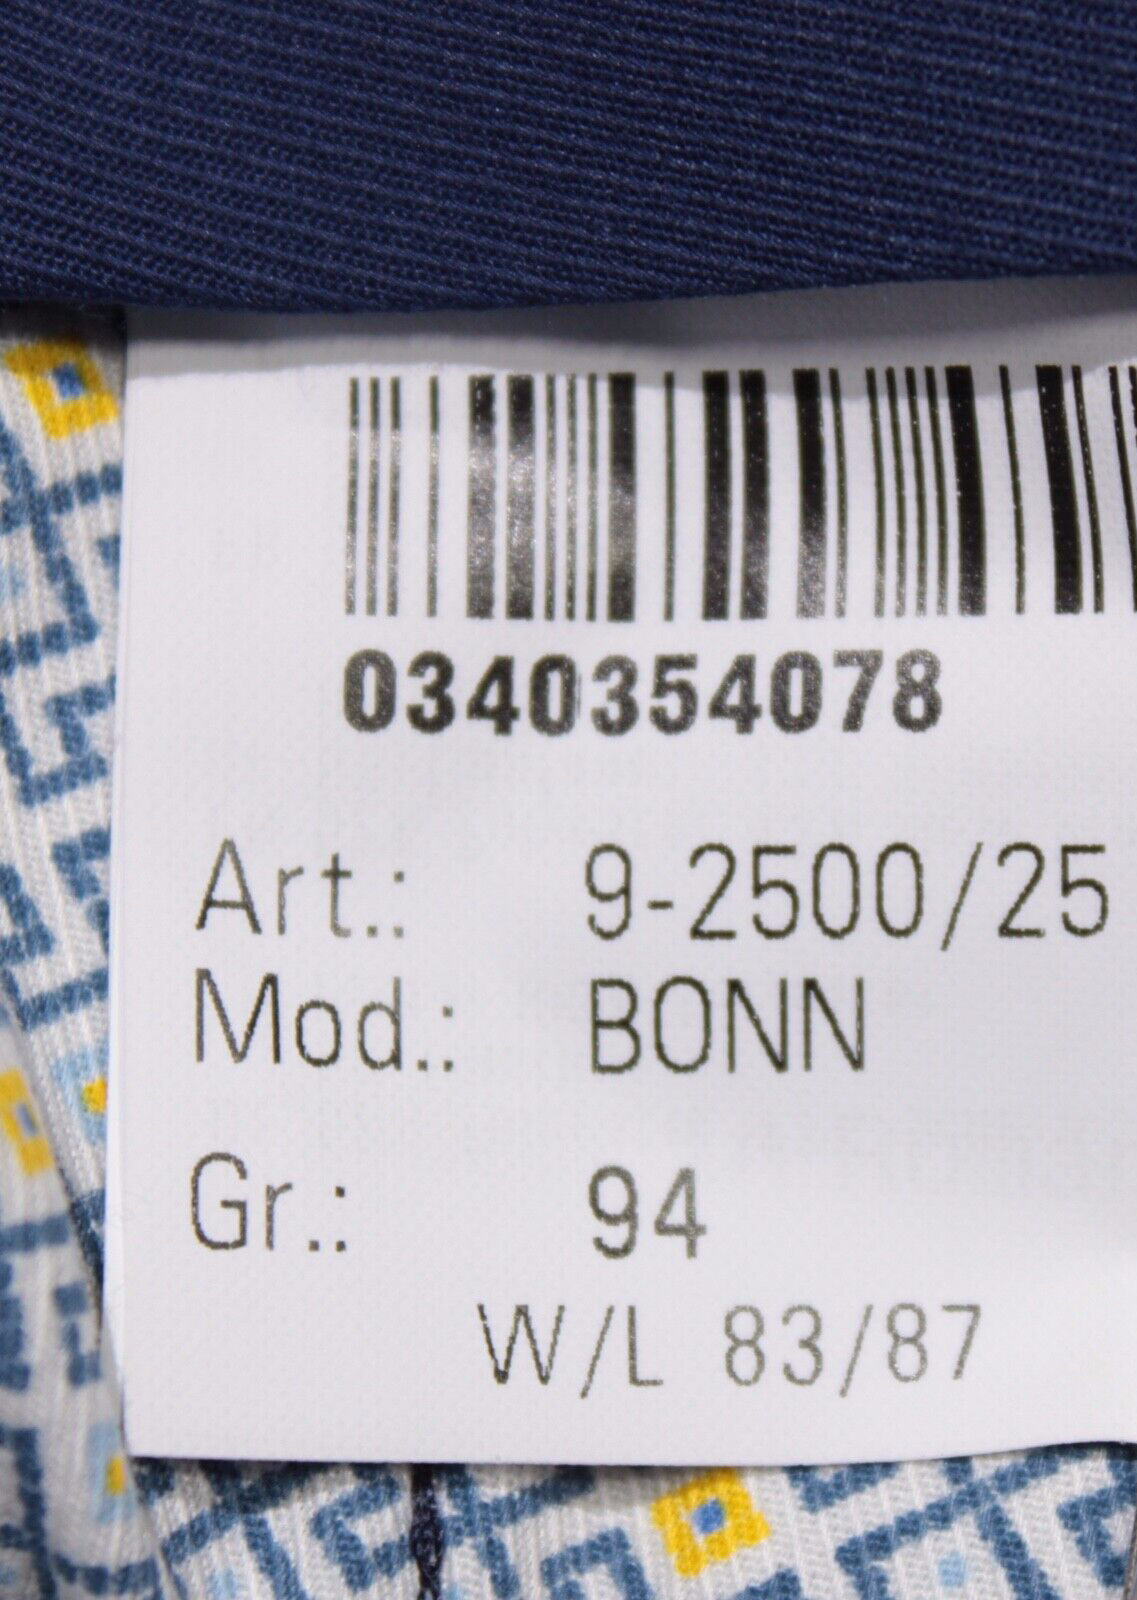 0340354078
Art.: 9-2500/25
Mod.: BONN
Gr.: 94
W/L 83/87